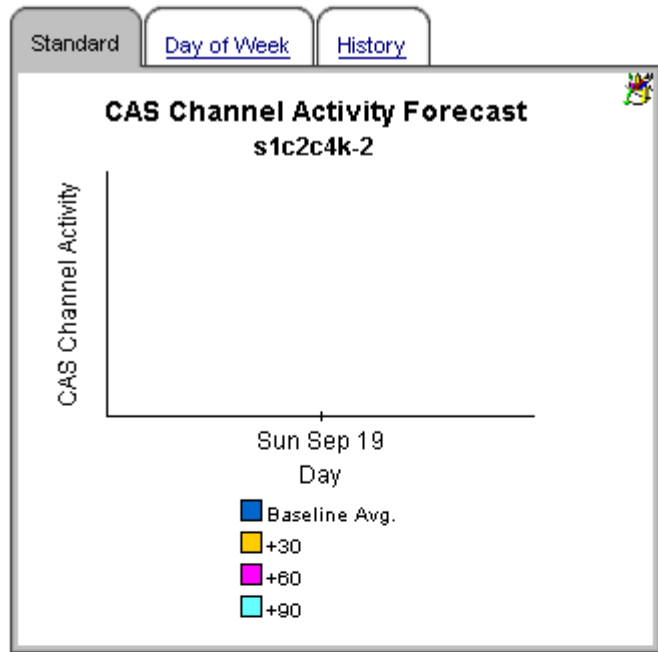 Standard
Day of Week
History
CAS Channel Activity Forecast
s1c2c4k-2
CAS Channel Activity
Sun Sep 19
Day
Baseline Avg.
+30
+60
+90